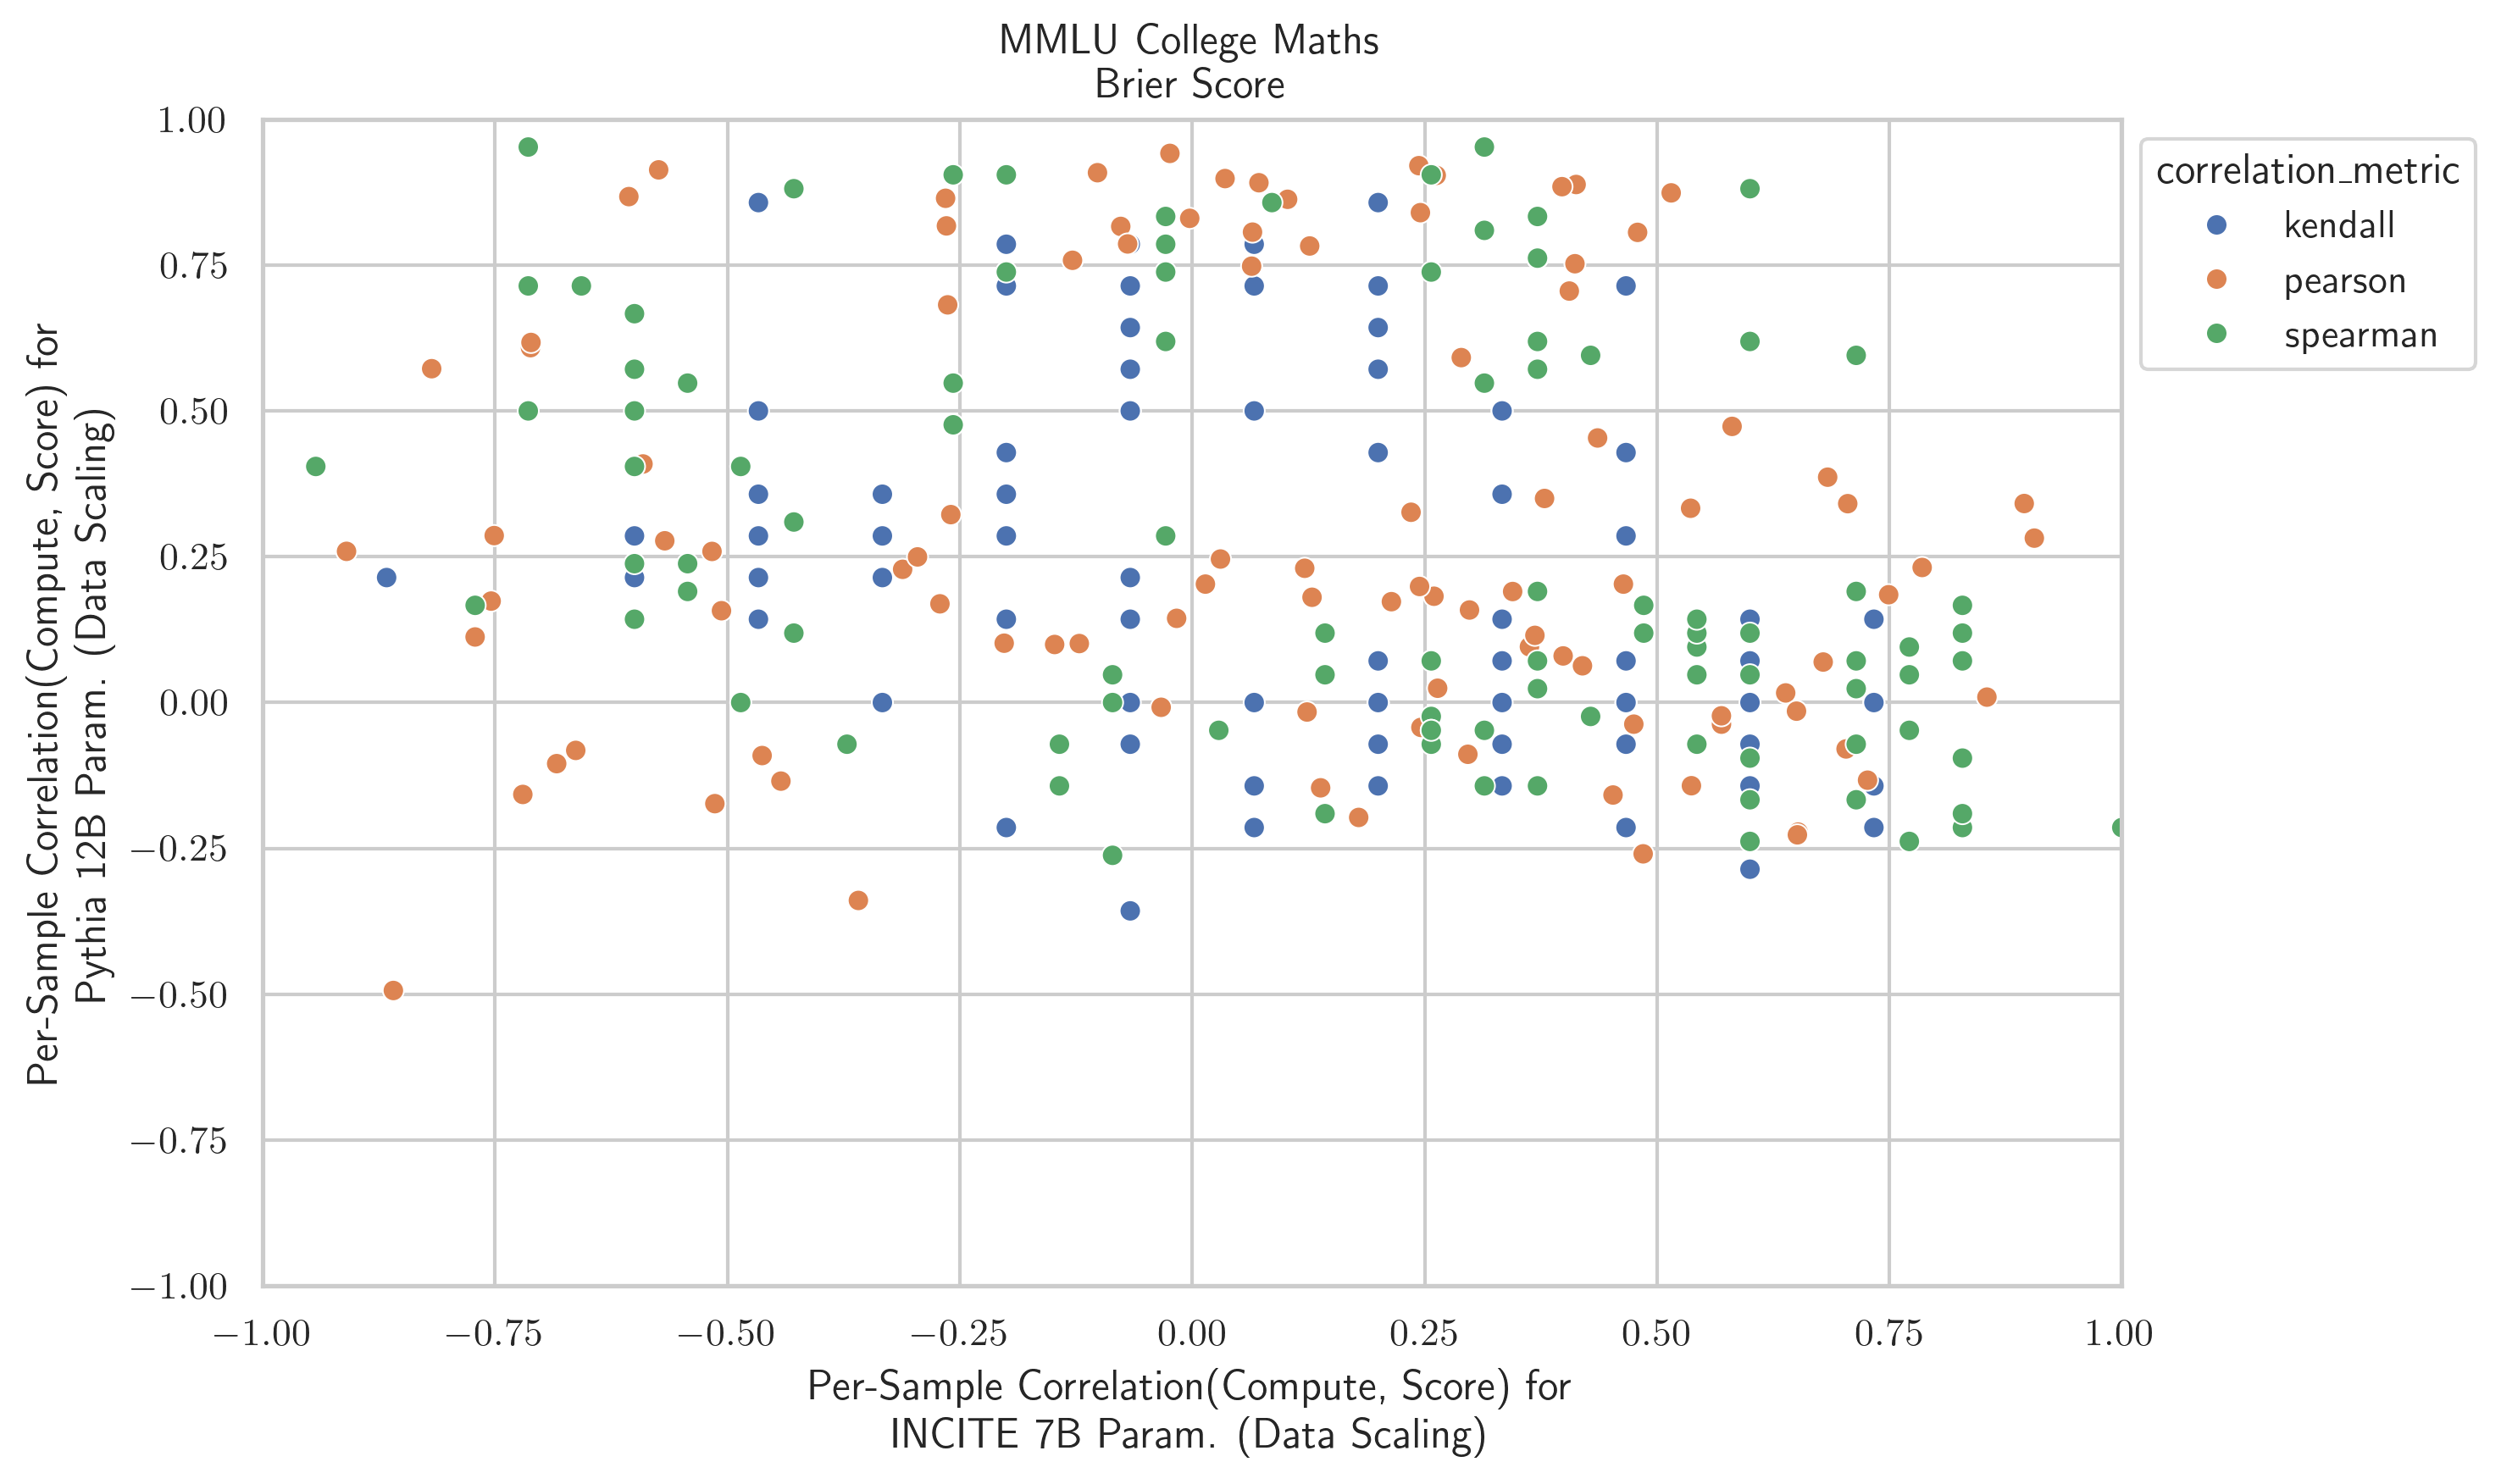 MMLU College Maths
Brier Score
Per-Sample Correlation(Compute, Score) for
Pythia 12B Param. (Data Scaling)
1.00
0.75
0.50
0.25
0.00
−0.25
−0.50
−0.75
−1.00
correlation_metric
kendall
pearson
spearman
−1.00 −0.75 −0.50 −0.25 0.00 0.25 0.50 0.75 1.00
Per-Sample Correlation(Compute, Score) for
INCITE 7B Param. (Data Scaling)